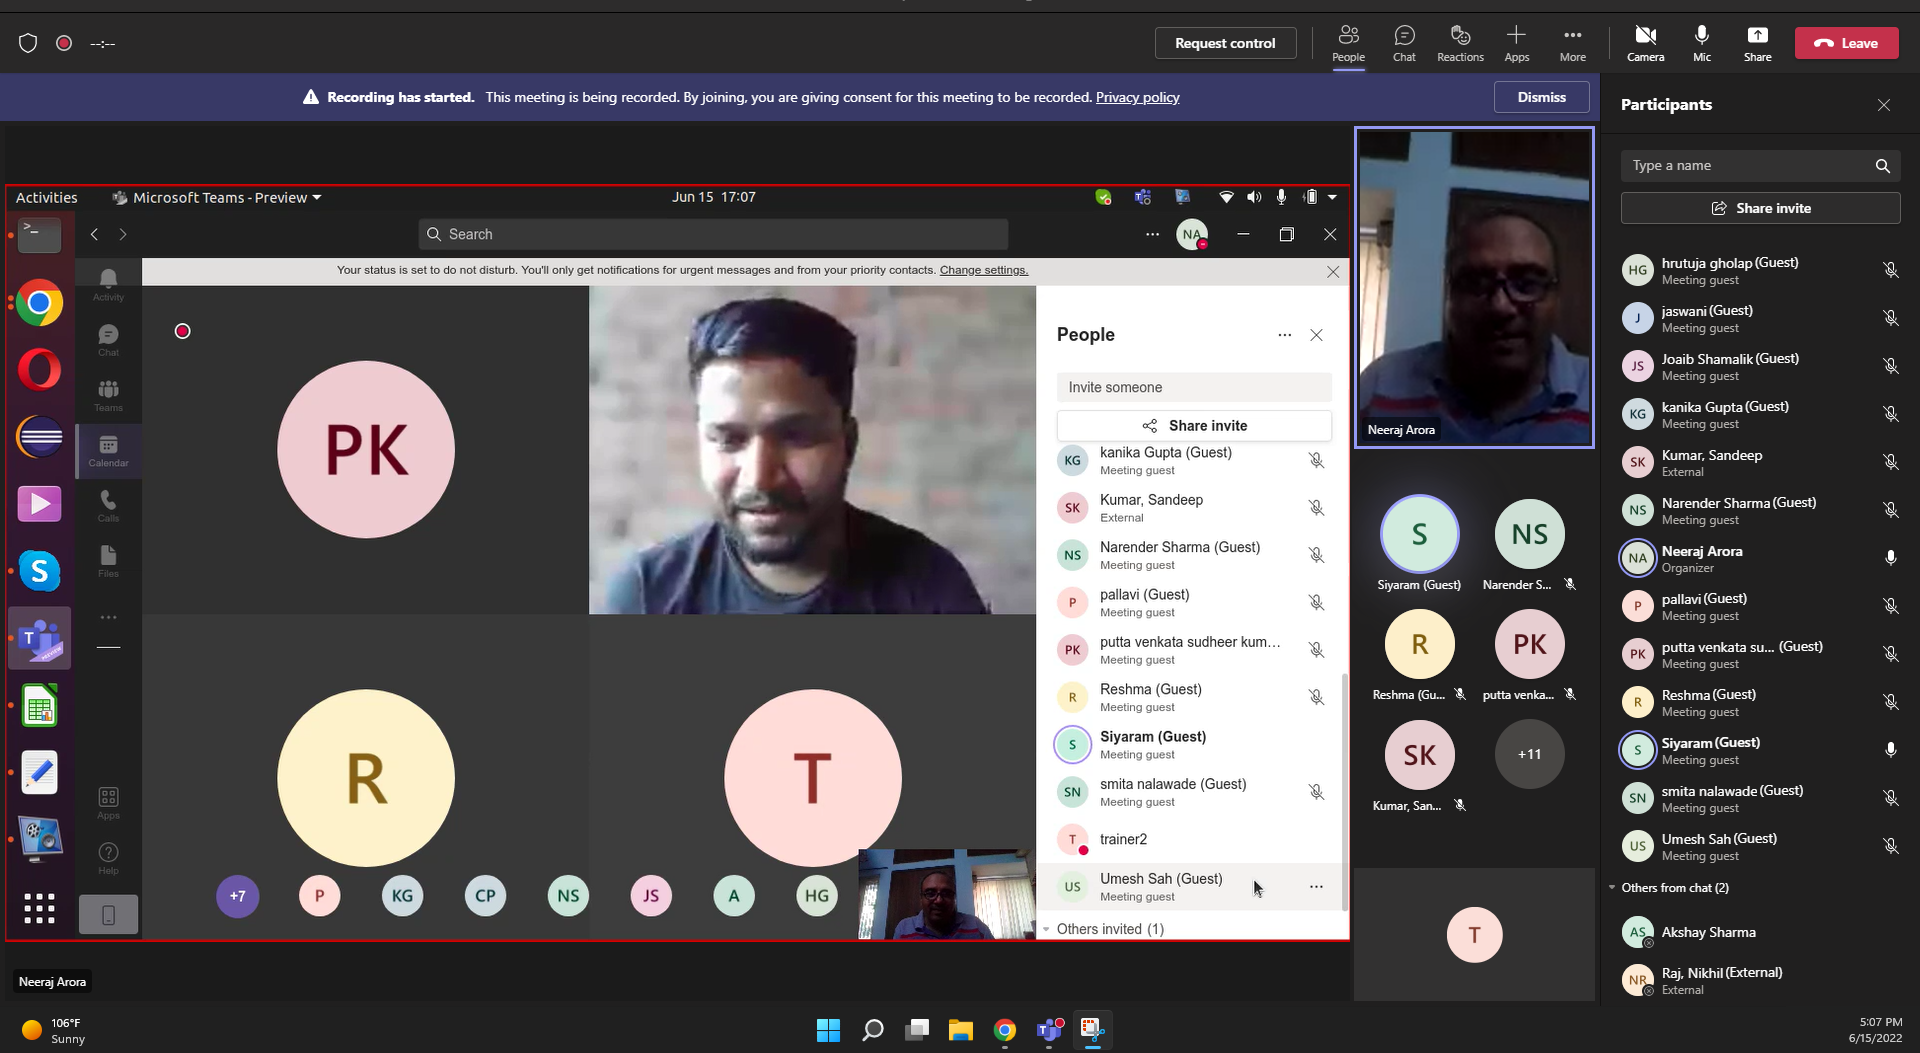 --:--
Request control
People
Chat
Reactions
Apps
More
Camera
Mic
Share
Leave
Recording has started. This meeting is being recorded. By joining, you are giving consent for this meeting to be recorded. Privacy policy
Dismiss
Participants
Type a name
Share invite
Activities
Microsoft Teams - Preview
Jun 15 17:07
Search
NA
Your status is set to do not disturb. You'll only get notifications for urgent messages and from your priority contacts. Change settings.
Activity
Chat
Teams
Calendar
Calls
Files
Apps
Help
PK
R
T
+7
P
KG
CP
NS
JS
A
HG
People
Invite someone
Share invite
KG
kanika Gupta (Guest)
Meeting guest
SK
Kumar, Sandeep
External
NS
Narender Sharma (Guest)
Meeting guest
P
pallavi (Guest)
Meeting guest
PK
putta venkata sudheer kum...
Meeting guest
R
Reshma (Guest)
Meeting guest
S
Siyaram (Guest)
Meeting guest
SN
smita nalawade (Guest)
Meeting guest
T
trainer2
US
Umesh Sah (Guest)
Meeting guest
Others invited (1)
Neeraj Arora
Neeraj Arora
S
Siyaram (Guest)
NS
Narender S...
R
Reshma (Gu...
PK
putta venka...
SK
Kumar, San...
+11
T
HG
hrutuja gholap (Guest)
Meeting guest
J
jaswani (Guest)
Meeting guest
JS
Joaib Shamalik (Guest)
Meeting guest
KG
kanika Gupta (Guest)
Meeting guest
SK
Kumar, Sandeep
External
NS
Narender Sharma (Guest)
Meeting guest
NA
Neeraj Arora
Organizer
P
pallavi (Guest)
Meeting guest
PK
putta venkata su... (Guest)
Meeting guest
R
Reshma (Guest)
Meeting guest
S
Siyaram (Guest)
Meeting guest
SN
smita nalawade (Guest)
Meeting guest
US
Umesh Sah (Guest)
Meeting guest
Others from chat (2)
AS
Akshay Sharma
NR
Raj, Nikhil (External)
External
106°F
Sunny
5:07 PM
6/15/2022